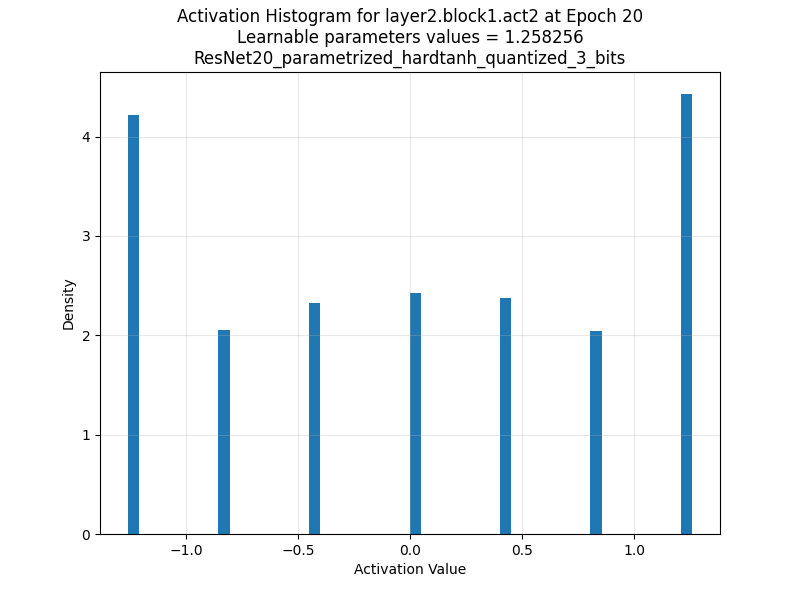 Activation Histogram for layer2.block1.act2 at Epoch 20
Learnable parameters values = 1.258256
ResNet20_parametrized_hardtanh_quantized_3_bits
4
3
2
1
0
Density
−1.0
−0.5
0.0
0.5
1.0
Activation Value